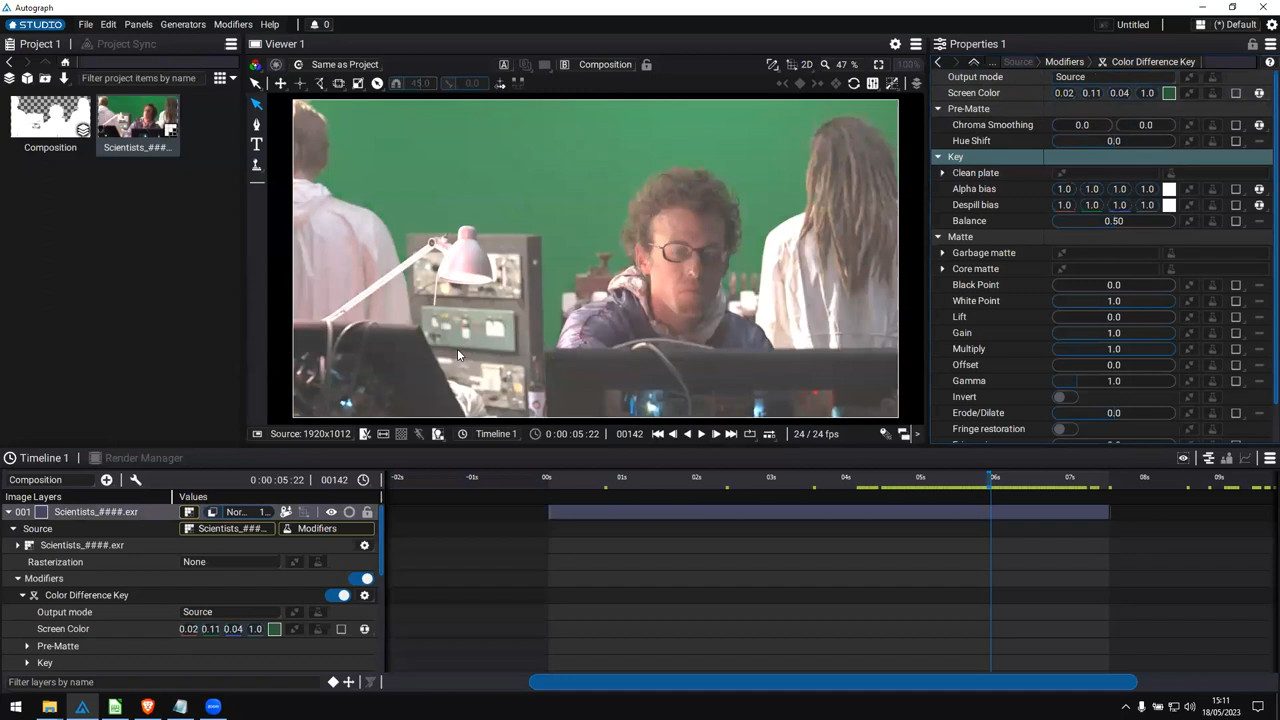 Autograph
STUDIO File Edit Panels Generators Modifiers Help 0 Untitled (*) Default
Project 1 Project Sync Viewer 1 Properties 1
Same as Project A B Composition 2D 47 % 100% ... Source Modifiers Color Difference Key
Filter project items by name 45.0 0.0
Output mode Source
Screen Color 0.02 0.11 0.04 1.0
Pre-Matte
Chroma Smoothing 0.0 0.0
Hue Shift 0.0
Composition Scientists_###...
Key
Clean plate
Alpha bias 1.0 1.0 1.0 1.0
Despill bias 1.0 1.0 1.0 1.0
Balance 0.50
Matte
Garbage matte
Core matte
Black Point 0.0
White Point 1.0
Lift 0.0
Gain 1.0
Multiply 1.0
Offset 0.0
Gamma 1.0
Invert
Erode/Dilate 0.0
Fringe restoration
Source: 1920x1012 Timeline 1 0:00:05:22 00142 24 / 24 fps
Timeline 1 Render Manager
Composition 0:00:05:22 00142 -02s -01s 00s 01s 02s 03s 04s 05s 06s 07s 08s 09s
Image Layers Values
001 Scientists_####.exr Nor... 1...
Source Scientists_###... Modifiers
Scientists_####.exr
Rasterization None
Modifiers
Color Difference Key
Output mode Source
Screen Color 0.02 0.11 0.04 1.0
Pre-Matte
Key
Filter layers by name
15:11
18/05/2023